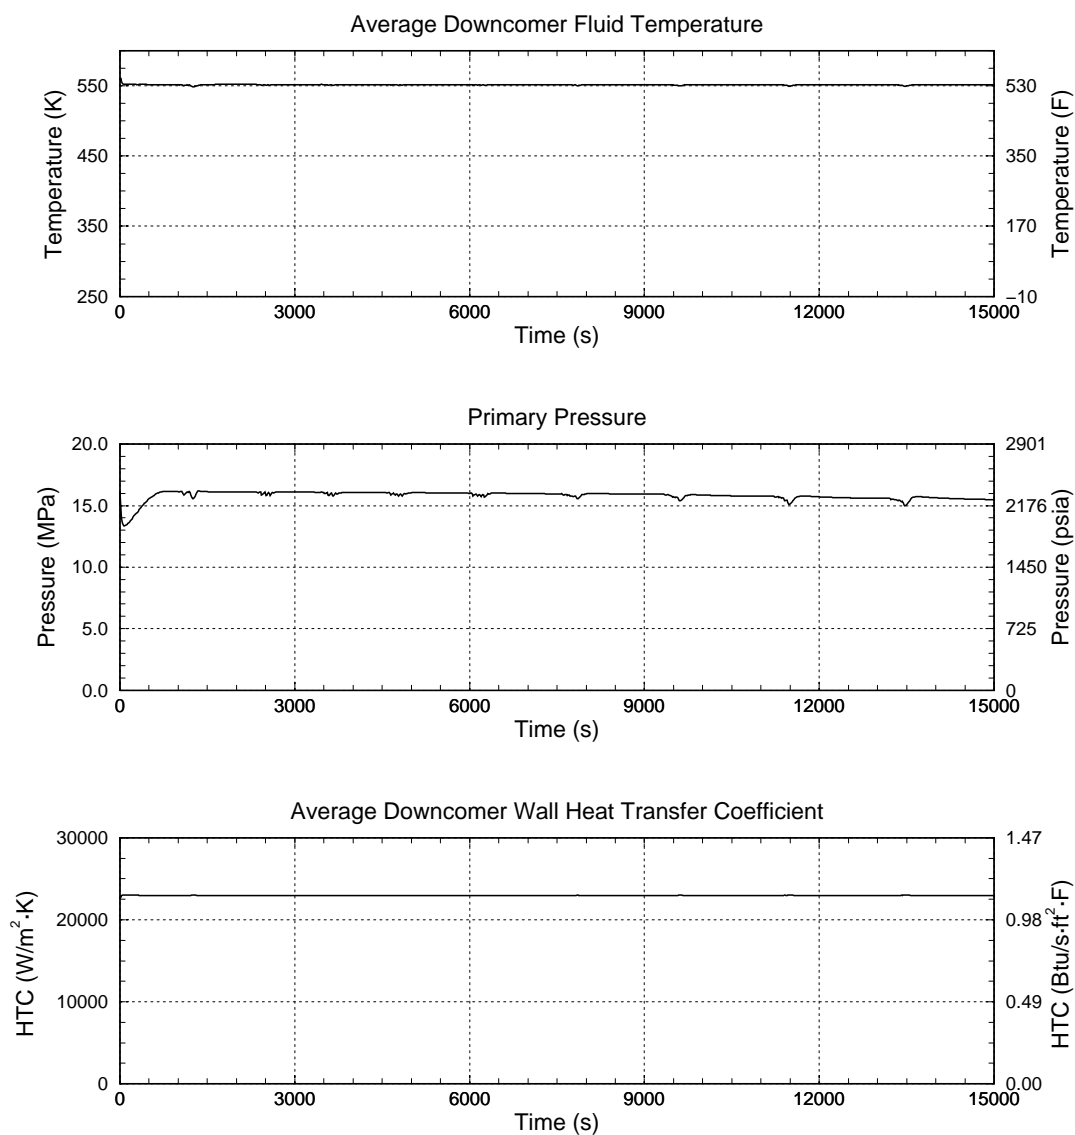 Average Downcomer Fluid Temperature
Temperature (K)
550
450
350
250
530
350
170
−10
Temperature (F)
0 3000 6000 9000 12000 15000
Time (s)
Primary Pressure
Pressure (MPa)
20.0
15.0
10.0
5.0
0.0
2901
2176
1450
725
0
Pressure (psia)
0 3000 6000 9000 12000 15000
Time (s)
Average Downcomer Wall Heat Transfer Coefficient
HTC (W/m²·K)
30000
20000
10000
0
1.47
0.98
0.49
0.00
HTC (Btu/s·ft²·F)
0 3000 6000 9000 12000 15000
Time (s)